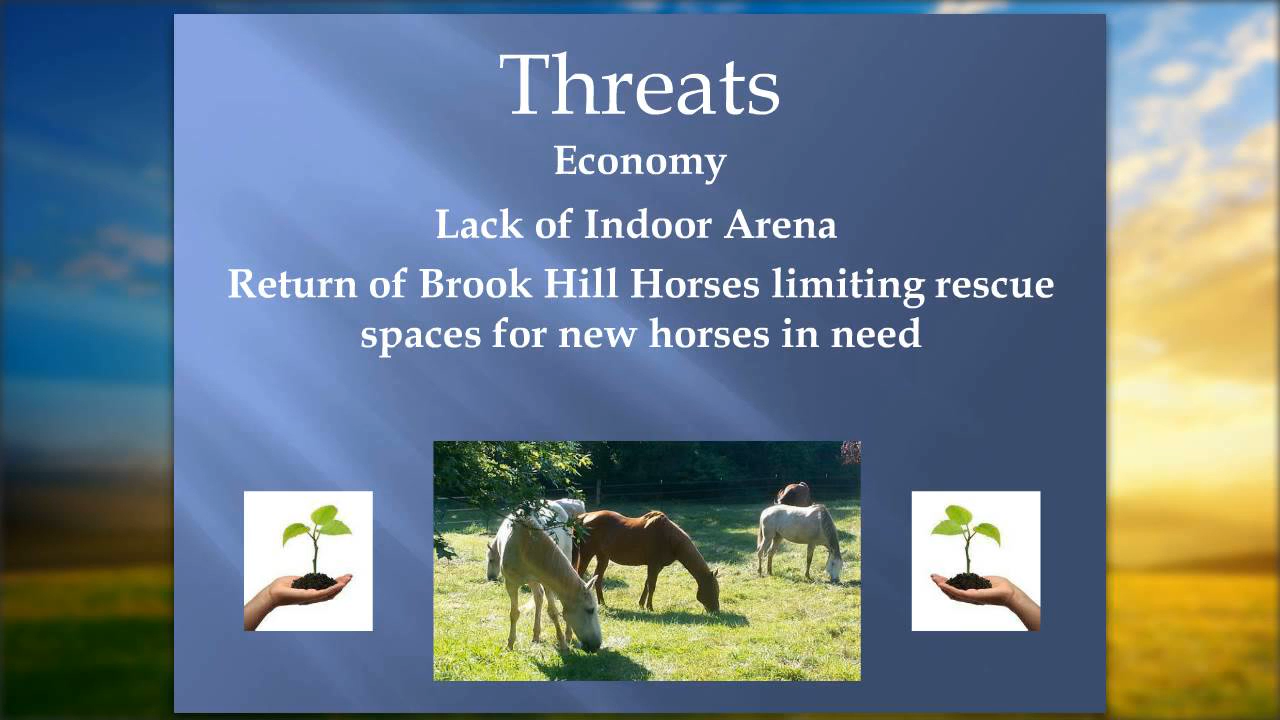 Threats
Economy
Lack of Indoor Arena
Return of Brook Hill Horses limiting rescue
spaces for new horses in need